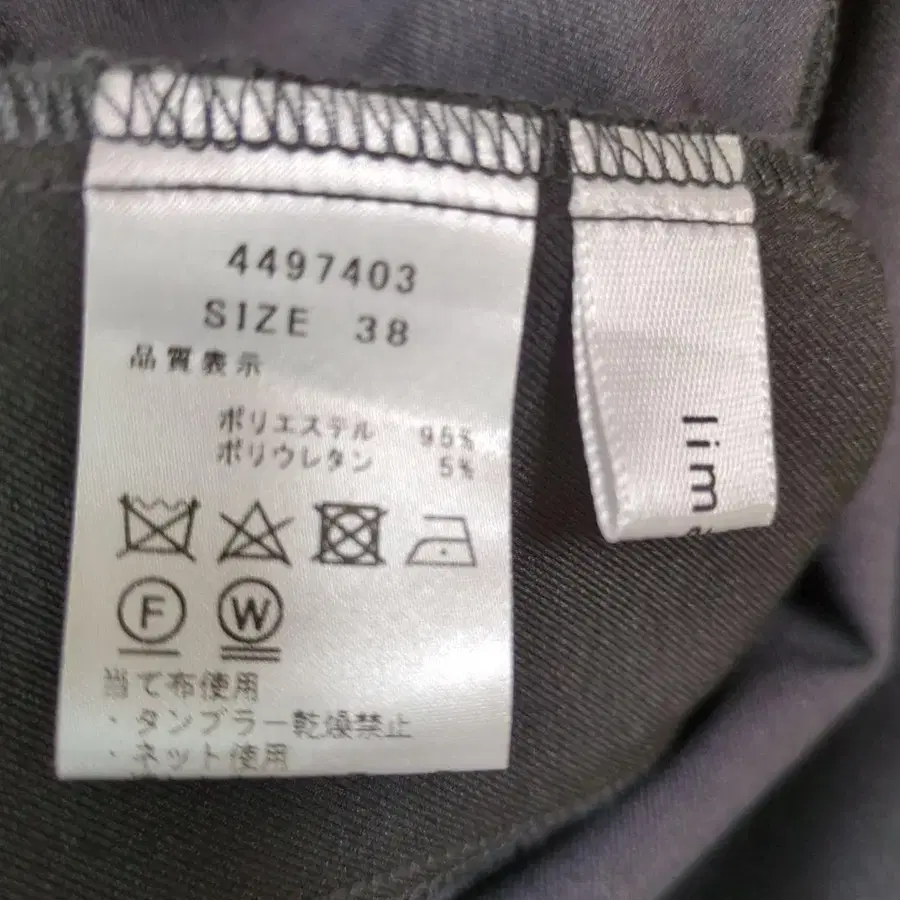 4497403
SIZE 38
品質表示
ポリエステル 95%
ポリウレタン 5%
F W
当て布使用
・タンブラー乾燥禁止
・ネット使用
lim